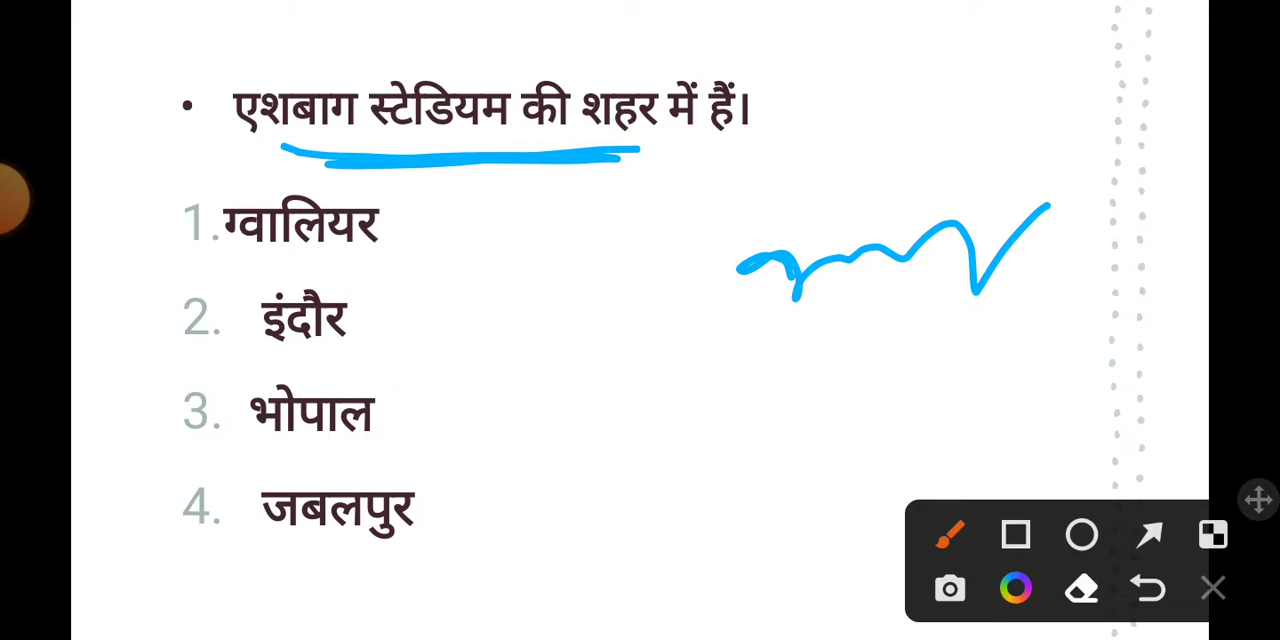 • एशबाग स्टेडियम की शहर में हैं।
1. ग्वालियर
2. इंदौर
3. भोपाल
4. जबलपुर